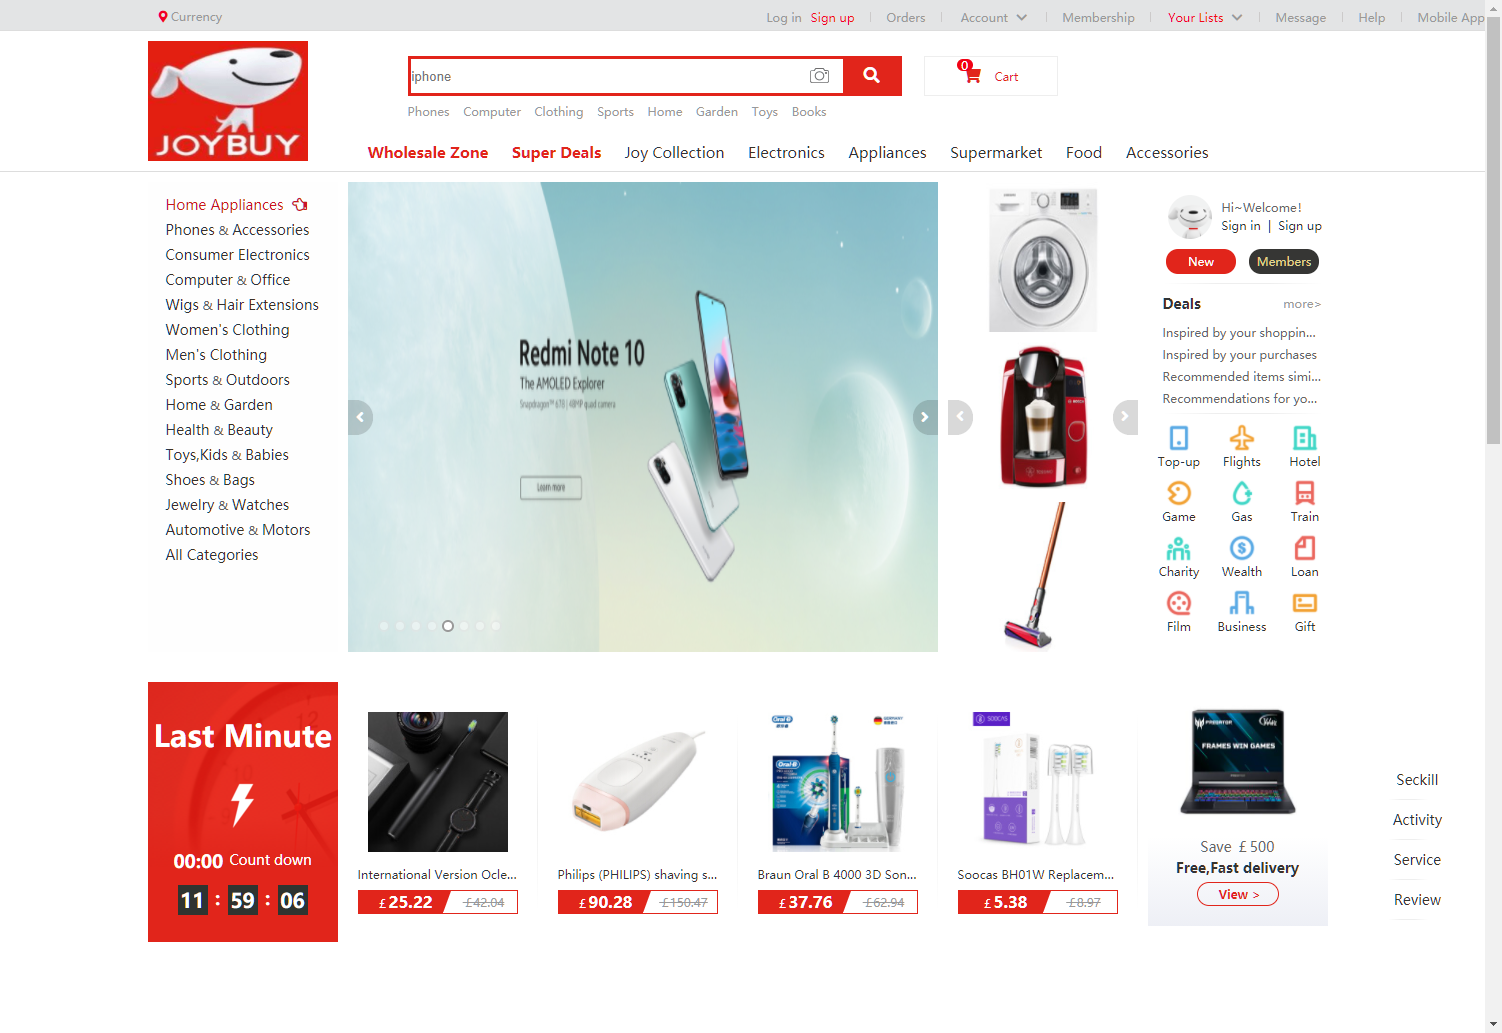 Currency
Log in Sign up Orders Account Membership Your Lists Message Help Mobile App
JOYBUY
iphone
0 Cart
Phones Computer Clothing Sports Home Garden Toys Books
Wholesale Zone Super Deals Joy Collection Electronics Appliances Supermarket Food Accessories
Home Appliances
Phones & Accessories
Consumer Electronics
Computer & Office
Wigs & Hair Extensions
Women's Clothing
Men's Clothing
Sports & Outdoors
Home & Garden
Health & Beauty
Toys,Kids & Babies
Shoes & Bags
Jewelry & Watches
Automotive & Motors
All Categories
Redmi Note 10
The AMOLED Explorer
Snapdragon™ 678 | 48MP quad camera
Learn more
Hi~Welcome!
Sign in | Sign up
New Members
Deals more>
Inspired by your shoppin...
Inspired by your purchases
Recommended items simi...
Recommendations for yo...
Top-up Flights Hotel
Game Gas Train
Charity Wealth Loan
Film Business Gift
Last Minute
00:00 Count down
11 : 59 : 06
International Version Ocle...
£ 25.22 £42.04
Philips (PHILIPS) shaving s...
£ 90.28 £150.47
Oral-B
GERMANY
Oral-B
Braun Oral B 4000 3D Son...
£ 37.76 £62.94
SOOCAS
Soocas BH01W Replacem...
£ 5.38 £8.97
PREDATOR
FRAMES WIN GAMES
Save £500
Free,Fast delivery
View >
Seckill
Activity
Service
Review